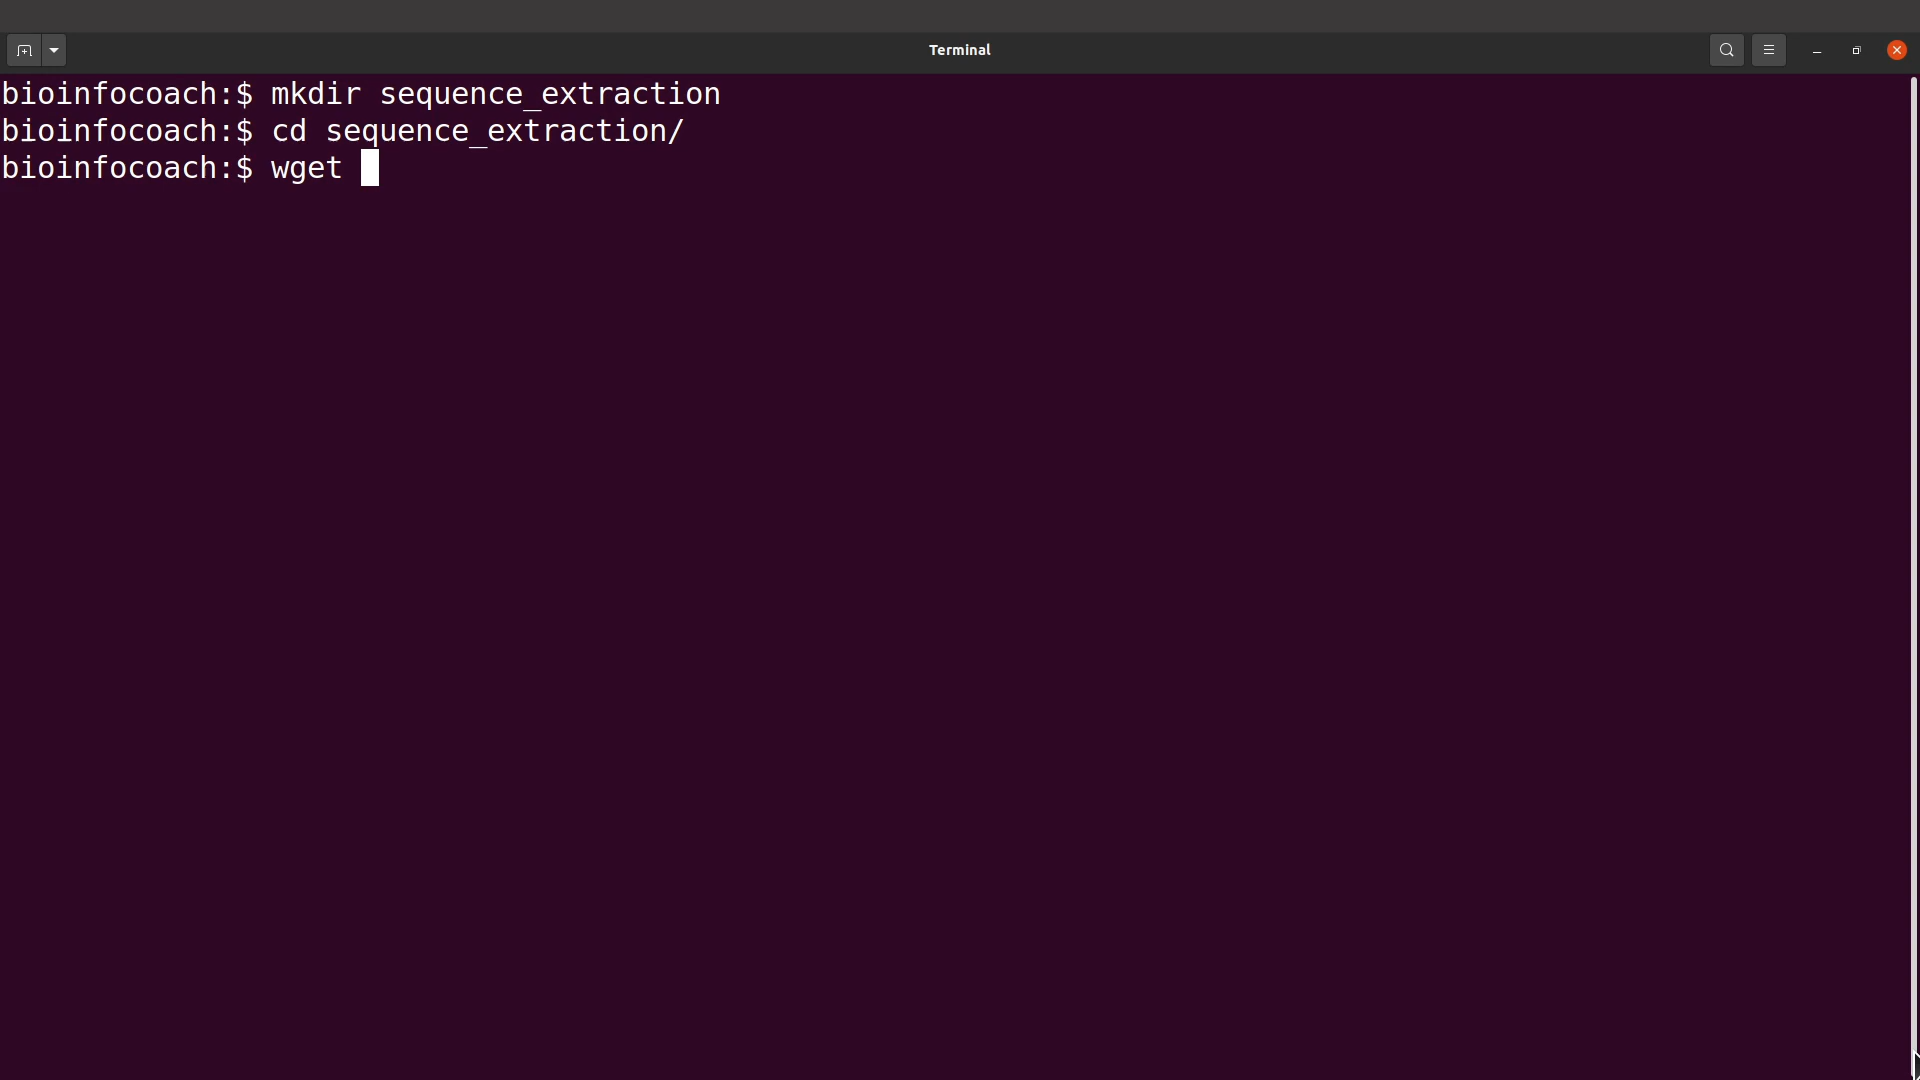 Terminal
bioinfocoach:$ mkdir sequence_extraction
bioinfocoach:$ cd sequence_extraction/
bioinfocoach:$ wget